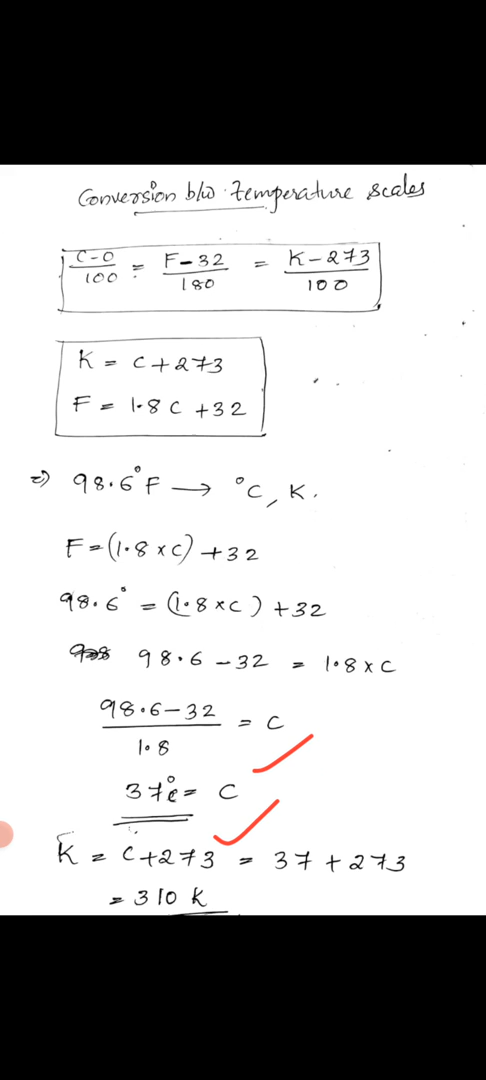 Conversion b/w temperature scales
C-0/100 = F-32/180 = K-273/100
K = C+273
F = 1.8 C +32
⇒) 98.6°F → °C, K.
F = (1.8 × C) + 32
98.6° = (1.8 × C) + 32
98.6 - 32 = 1.8 × C
98.6 - 32/1.8 = C
37°C = C
K = C+273 = 37 + 273
= 310 K